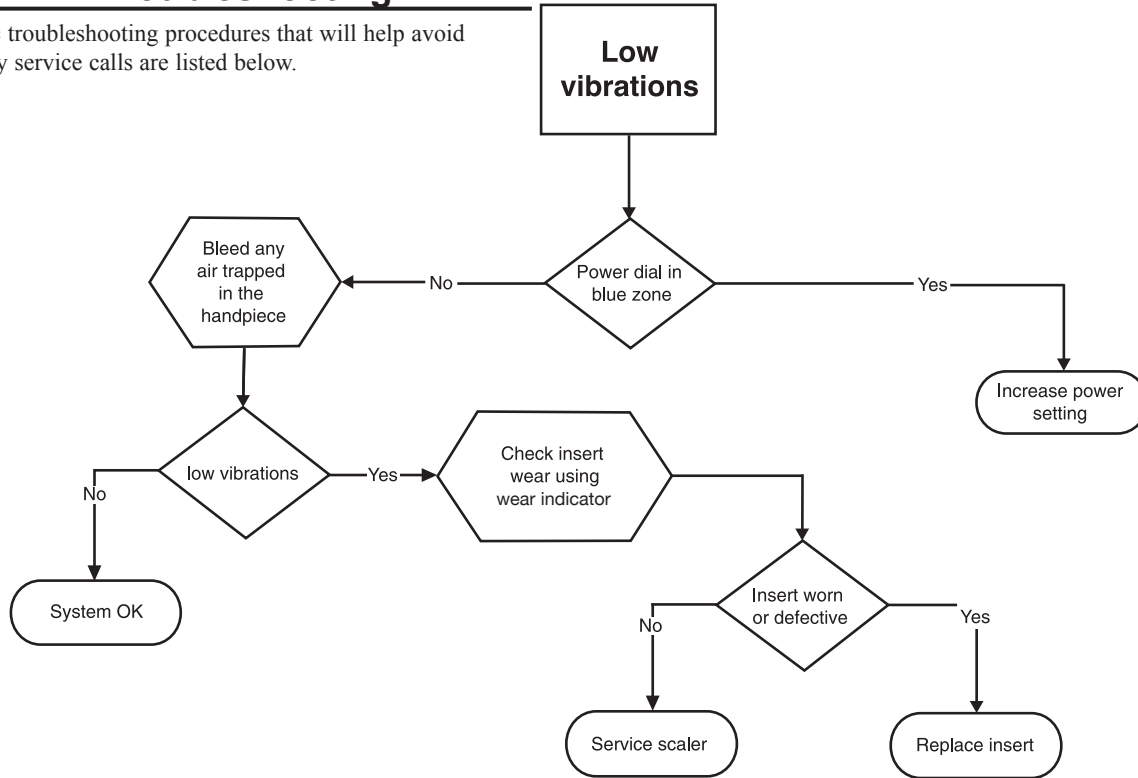 troubleshooting procedures that will help avoid
service calls are listed below.
Low
vibrations
Power dial in
blue zone
No
Yes
Bleed any
air trapped
in the
handpiece
Increase power
setting
low vibrations
No
Yes
Check insert
wear using
wear indicator
System OK
Insert worn
or defective
No
Yes
Service scaler
Replace insert